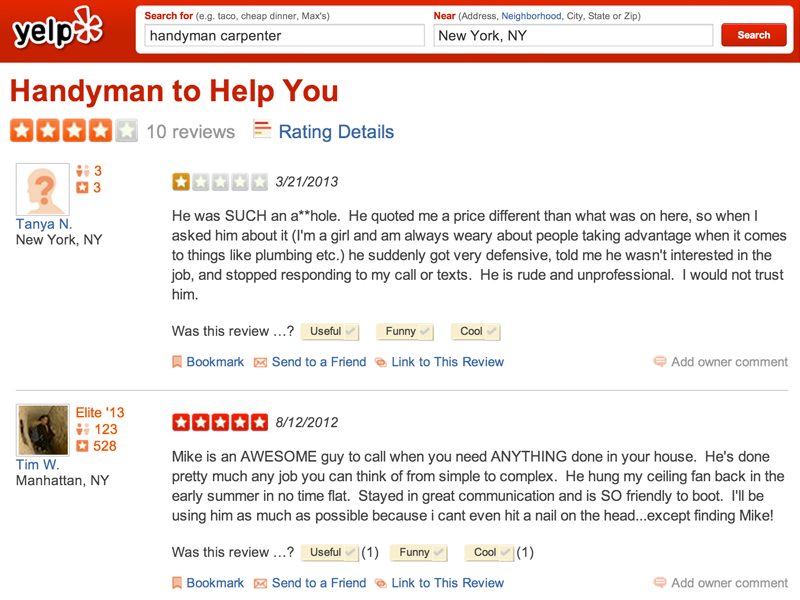 yelp
Search for (e.g. taco, cheap dinner, Max's)
Near (Address, Neighborhood, City, State or Zip)
handyman carpenter
New York, NY
Search
Handyman to Help You
10 reviews
Rating Details
3
3
Tanya N.
New York, NY
3/21/2013
He was SUCH an a**hole.  He quoted me a price different than what was on here, so when I
asked him about it (I'm a girl and am always weary about people taking advantage when it comes
to things like plumbing etc.) he suddenly got very defensive, told me he wasn't interested in the
job, and stopped responding to my call or texts.  He is rude and unprofessional.  I would not trust
him.
Was this review …? Useful Funny Cool
Bookmark Send to a Friend Link to This Review Add owner comment
Elite '13
123
528
Tim W.
Manhattan, NY
8/12/2012
Mike is an AWESOME guy to call when you need ANYTHING done in your house.  He's done
pretty much any job you can think of from simple to complex.  He hung my ceiling fan back in the
early summer in no time flat.  Stayed in great communication and is SO friendly to boot.  I'll be
using him as much as possible because i cant even hit a nail on the head...except finding Mike!
Was this review …? Useful (1) Funny Cool (1)
Bookmark Send to a Friend Link to This Review Add owner comment